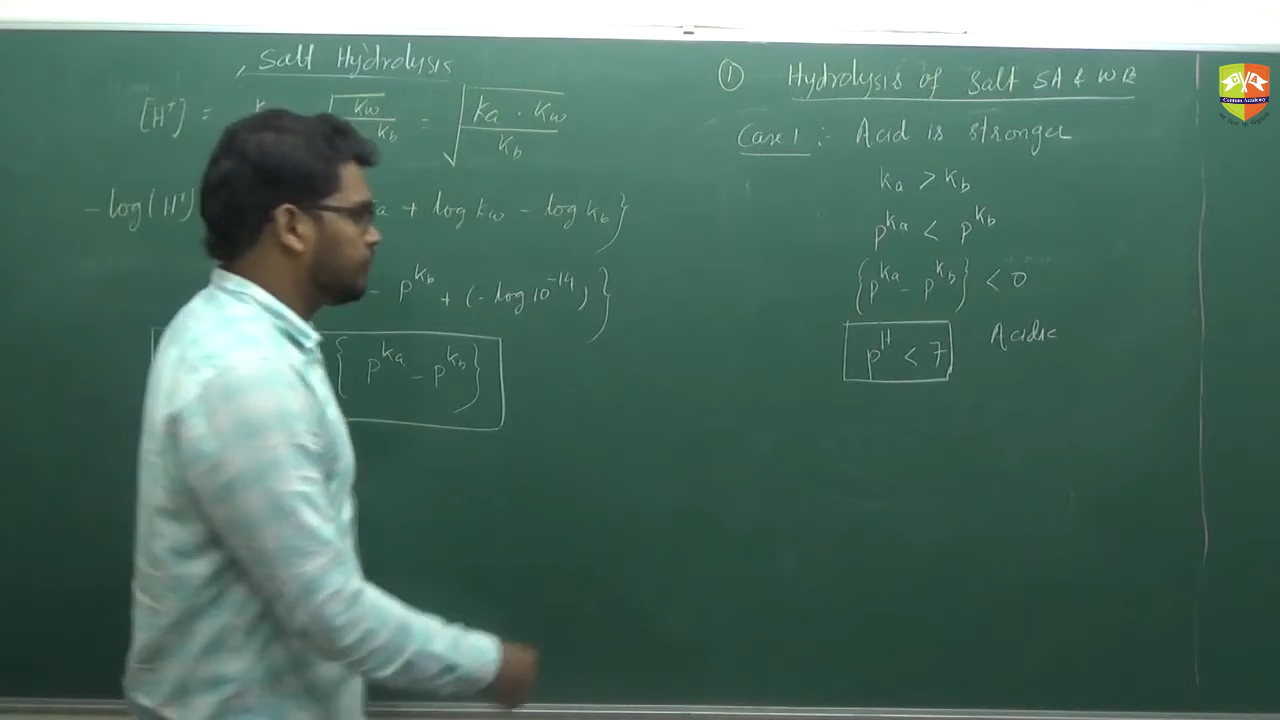 Salt Hydrolysis
[H⁺] = K √Kw Kb = √Ka · Kw / Kb
- log(H⁺) a + log Kw - log Kb}
- p^Kb + (- log 10^-14)}
{ p^Ka - p^Kb }
① Hydrolysis of Salt SA & WB
Case 1 :- Acid is stronger
Ka > Kb
p^Ka < p^Kb
{p^Ka - p^Kb} < 0
p^H < 7 Acidic
Centum Academy